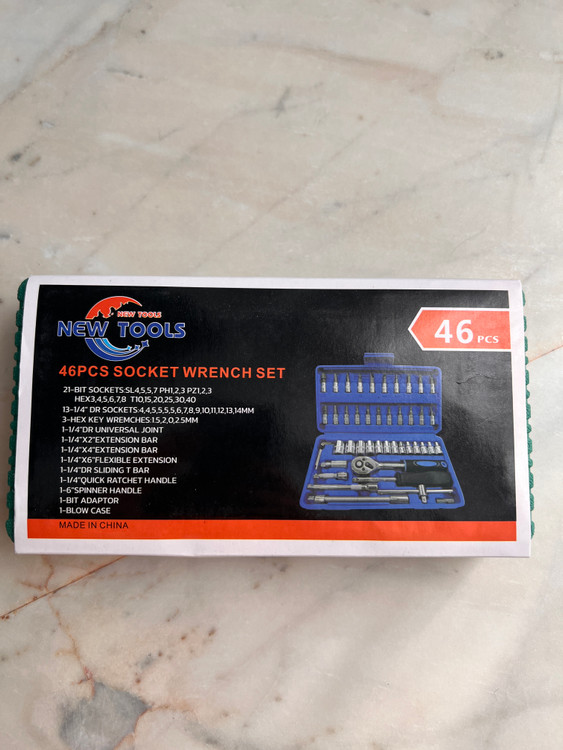 NEW TOOLS
NEW TOOLS
46 PCS
46PCS SOCKET WRENCH SET
21-BIT SOCKETS:SL4,5.5,7 PH1,2,3 PZ1,2,3
HEX3,4,5,6,7,8 T10,15,20,25,30,40
13-1/4" DR SOCKETS:4,4.5,5,5.5,6,7,8,9,10,11,12,13,14MM
3-HEX KEY WREMCHES:1.5,2.0,2.5MM
1-1/4"DR UNIVERSAL JOINT
1-1/4"X2"EXTENSION BAR
1-1/4"X4"EXTENSION BAR
1-1/4"X6"FLEXIBLE EXTENSION
1-1/4"DR SLIDING T BAR
1-1/4"QUICK RATCHET HANDLE
1-6"SPINNER HANDLE
1-BIT ADAPTOR
1-BLOW CASE
MADE IN CHINA